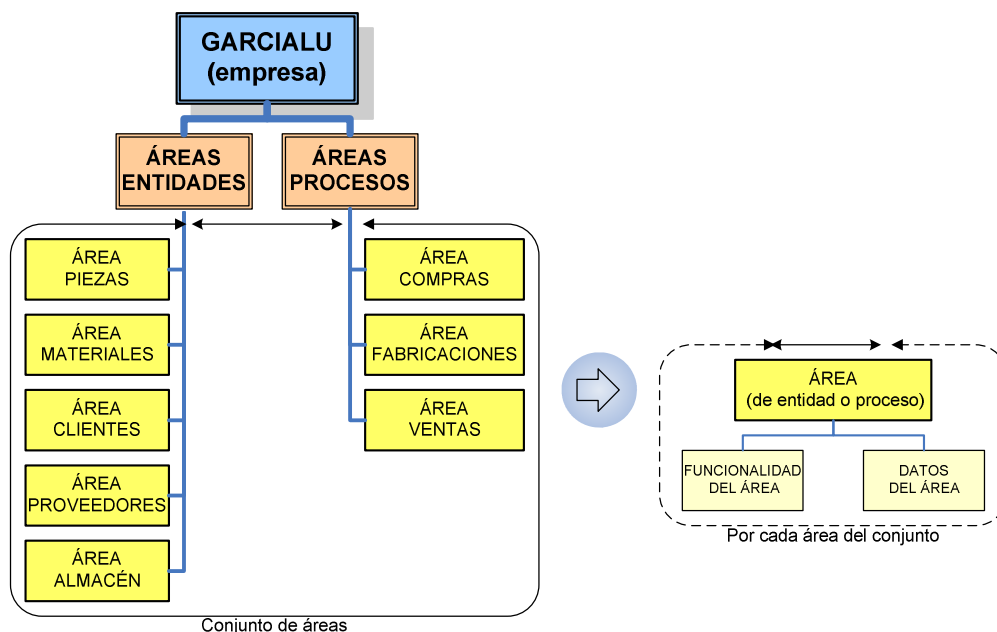 GARCIALU
(empresa)
ÁREAS
ENTIDADES
ÁREAS
PROCESOS
ÁREA
PIEZAS
ÁREA
MATERIALES
ÁREA
CLIENTES
ÁREA
PROVEEDORES
ÁREA
ALMACÉN
ÁREA
COMPRAS
ÁREA
FABRICACIONES
ÁREA
VENTAS
Conjunto de áreas
ÁREA
(de entidad o proceso)
FUNCIONALIDAD
DEL ÁREA
DATOS
DEL ÁREA
Por cada área del conjunto